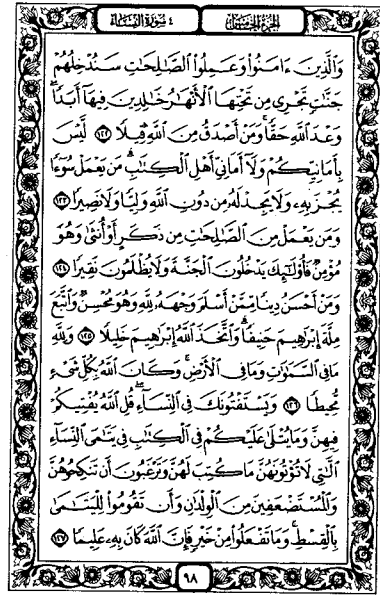 الجزء الخامس
٤ سورة النساء
وَالَّذِينَ ءَامَنُوا۟ وَعَمِلُوا۟ الصَّـٰلِحَـٰتِ سَنُدْخِلُهُمْ
جَنَّـٰتٍ تَجْرِى مِن تَحْتِهَا الْأَنْهَـٰرُ خَـٰلِدِينَ فِيهَآ أَبَدًا ۖ
وَعْدَ اللَّهِ حَقًّا ۚ وَمَنْ أَصْدَقُ مِنَ اللَّهِ قِيلًا ١٢٢ لَّيْسَ
بِأَمَانِيِّكُمْ وَلَآ أَمَانِىِّ أَهْلِ الْكِتَـٰبِ ۗ مَن يَعْمَلْ سُوٓءًا
يُجْزَ بِهِۦ وَلَا يَجِدْ لَهُۥ مِن دُونِ اللَّهِ وَلِيًّا وَلَا نَصِيرًا ١٢٣
وَمَن يَعْمَلْ مِنَ الصَّـٰلِحَـٰتِ مِن ذَكَرٍ أَوْ أُنثَىٰ وَهُوَ
مُؤْمِنٌ فَأُو۟لَـٰٓئِكَ يَدْخُلُونَ الْجَنَّةَ وَلَا يُظْلَمُونَ نَقِيرًا ١٢٤
وَمَنْ أَحْسَنُ دِينًا مِّمَّنْ أَسْلَمَ وَجْهَهُۥ لِلَّهِ وَهُوَ مُحْسِنٌ وَاتَّبَعَ
مِلَّةَ إِبْرَٰهِيمَ حَنِيفًا ۗ وَاتَّخَذَ اللَّهُ إِبْرَٰهِيمَ خَلِيلًا ١٢٥ وَلِلَّهِ
مَا فِى السَّمَـٰوَٰتِ وَمَا فِى الْأَرْضِ ۚ وَكَانَ اللَّهُ بِكُلِّ شَىْءٍ
مُّحِيطًا ١٢٦ وَيَسْتَفْتُونَكَ فِى النِّسَآءِ ۖ قُلِ اللَّهُ يُفْتِيكُمْ
فِيهِنَّ وَمَا يُتْلَىٰ عَلَيْكُمْ فِى الْكِتَـٰبِ فِى يَتَـٰمَى النِّسَآءِ
الَّـٰتِى لَا تُؤْتُونَهُنَّ مَا كُتِبَ لَهُنَّ وَتَرْغَبُونَ أَن تَنكِحُوهُنَّ
وَالْمُسْتَضْعَفِينَ مِنَ الْوِلْدَٰنِ وَأَن تَقُومُوا۟ لِلْيَتَـٰمَىٰ
بِالْقِسْطِ ۚ وَمَا تَفْعَلُوا۟ مِنْ خَيْرٍ فَإِنَّ اللَّهَ كَانَ بِهِۦ عَلِيمًا ١٢٧
٩٨